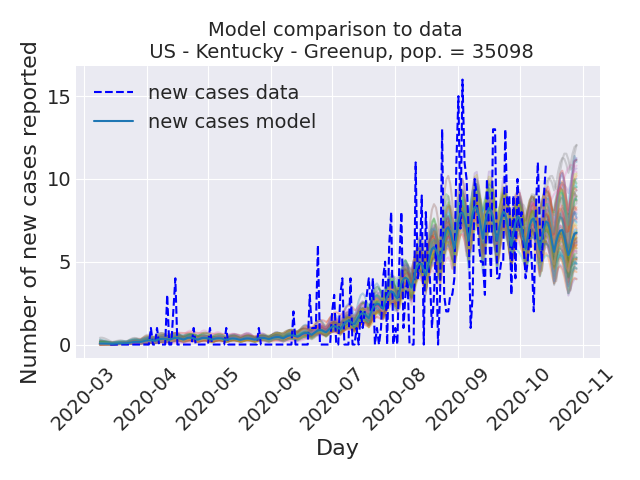 Model comparison to data
US - Kentucky - Greenup, pop. = 35098
Number of new cases reported
15
10
5
0
new cases data
new cases model
2020-03
2020-04
2020-05
2020-06
2020-07
2020-08
2020-09
2020-10
2020-11
Day